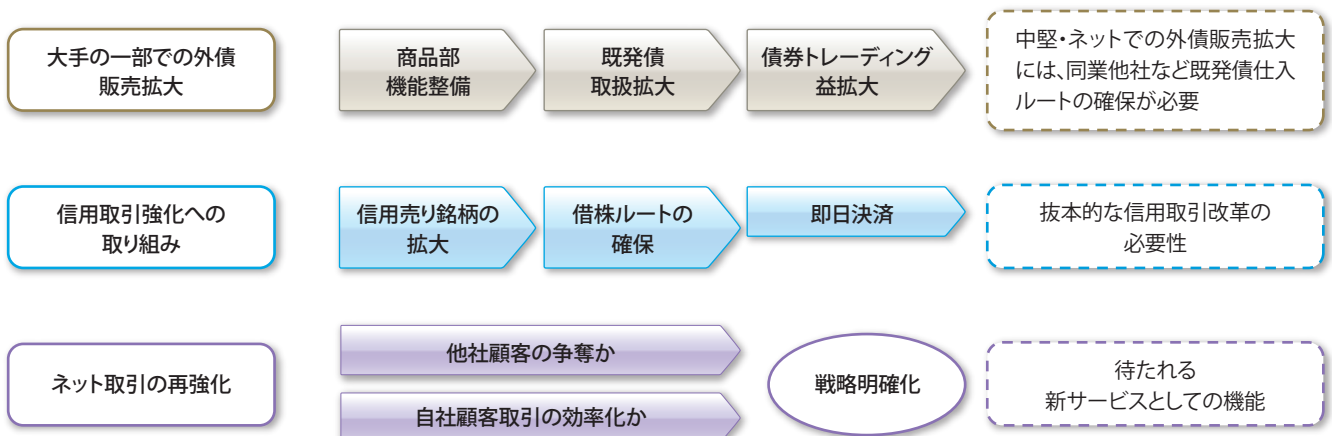 大手の一部での外債
販売拡大
商品部
機能整備
既発債
取扱拡大
債券トレーディング
益拡大
中堅・ネットでの外債販売拡大
には、同業他社など既発債仕入
ルートの確保が必要
信用取引強化への
取り組み
信用売り銘柄の
拡大
借株ルートの
確保
即日決済
抜本的な信用取引改革の
必要性
ネット取引の再強化
他社顧客の争奪か
自社顧客取引の効率化か
戦略明確化
待たれる
新サービスとしての機能